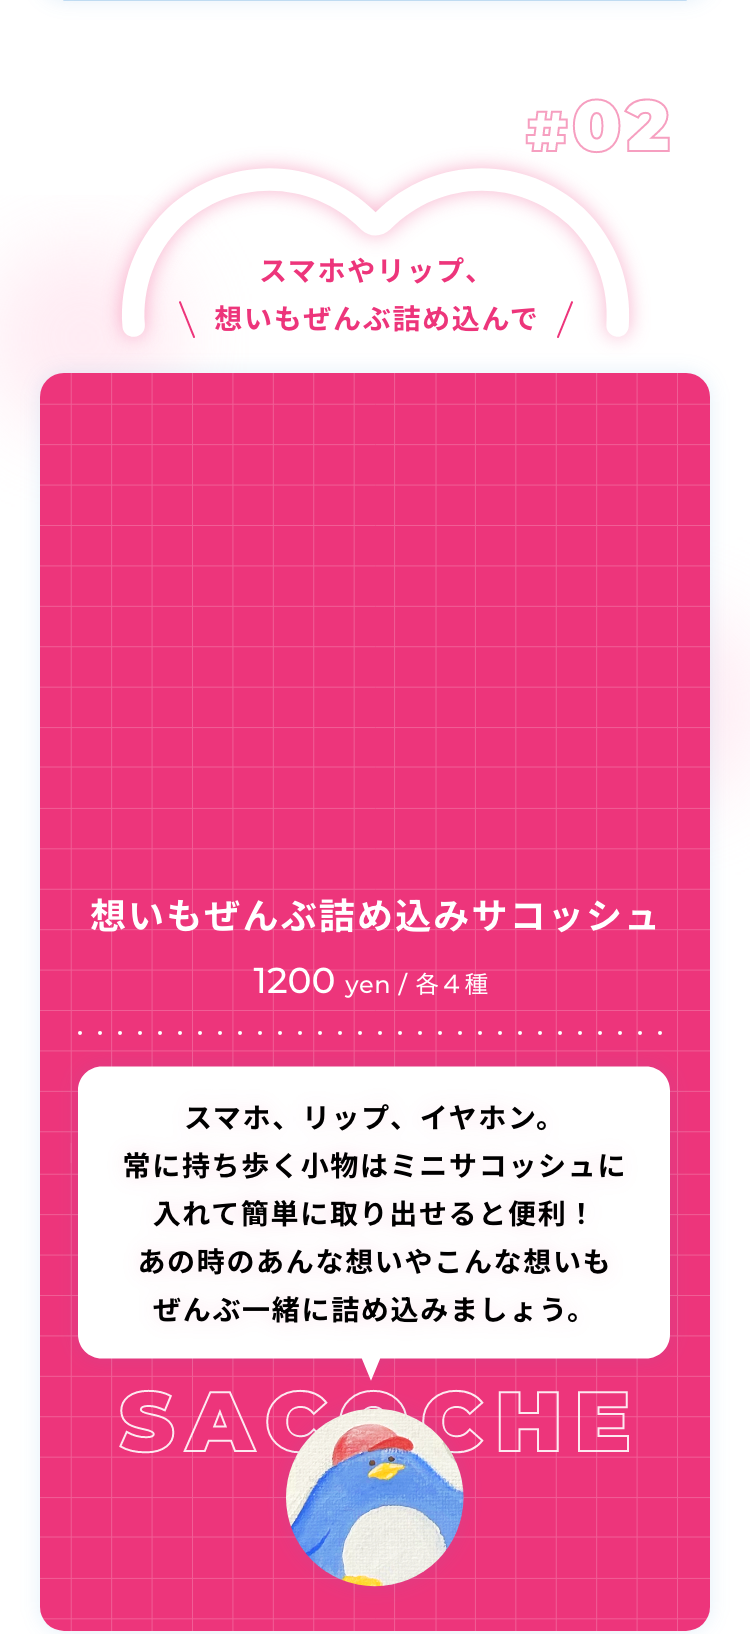 #02
スマホやリップ、
\ 想いもぜんぶ詰め込んで /
想いもぜんぶ詰め込みサコッシュ
1200 yen / 各4種
スマホ、リップ、イヤホン。
常に持ち歩く小物はミニサコッシュに
入れて簡単に取り出せると便利！
あの時のあんな想いやこんな想いも
ぜんぶ一緒に詰め込みましょう。
SACOCHE